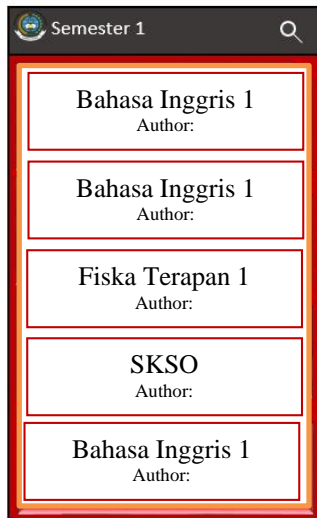 Semester 1
Bahasa Inggris 1
Author:
Bahasa Inggris 1
Author:
Fiska Terapan 1
Author:
SKSO
Author:
Bahasa Inggris 1
Author: